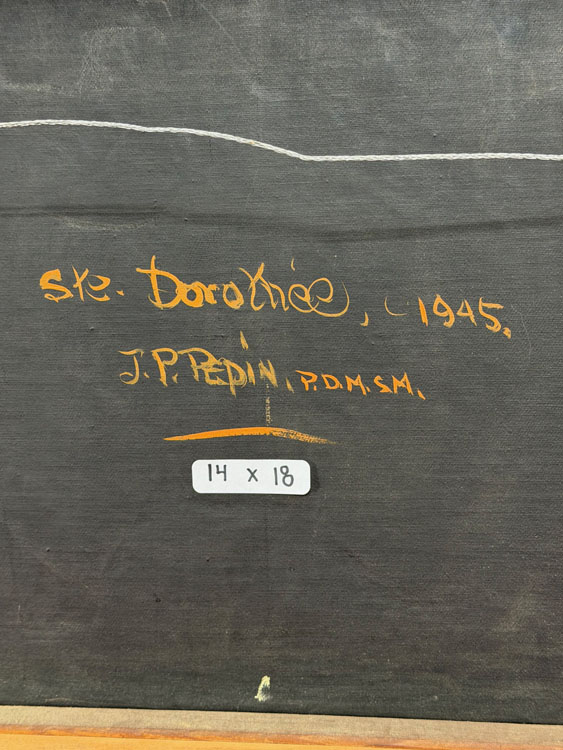 Ste. Dorothée, 1945.
J.P. PEPIN. P.D.M.S.M.
14 x 18